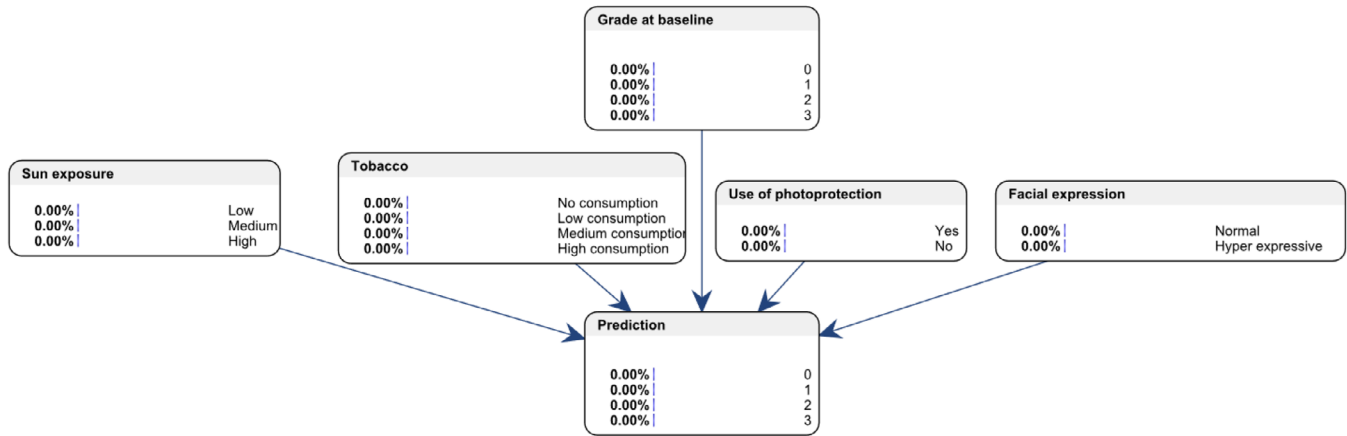 Grade at baseline
0.00% 0
0.00% 1
0.00% 2
0.00% 3
Sun exposure
0.00% Low
0.00% Medium
0.00% High
Tobacco
0.00% No consumption
0.00% Low consumption
0.00% Medium consumption
0.00% High consumption
Use of photoprotection
0.00% Yes
0.00% No
Facial expression
0.00% Normal
0.00% Hyper expressive
Prediction
0.00% 0
0.00% 1
0.00% 2
0.00% 3